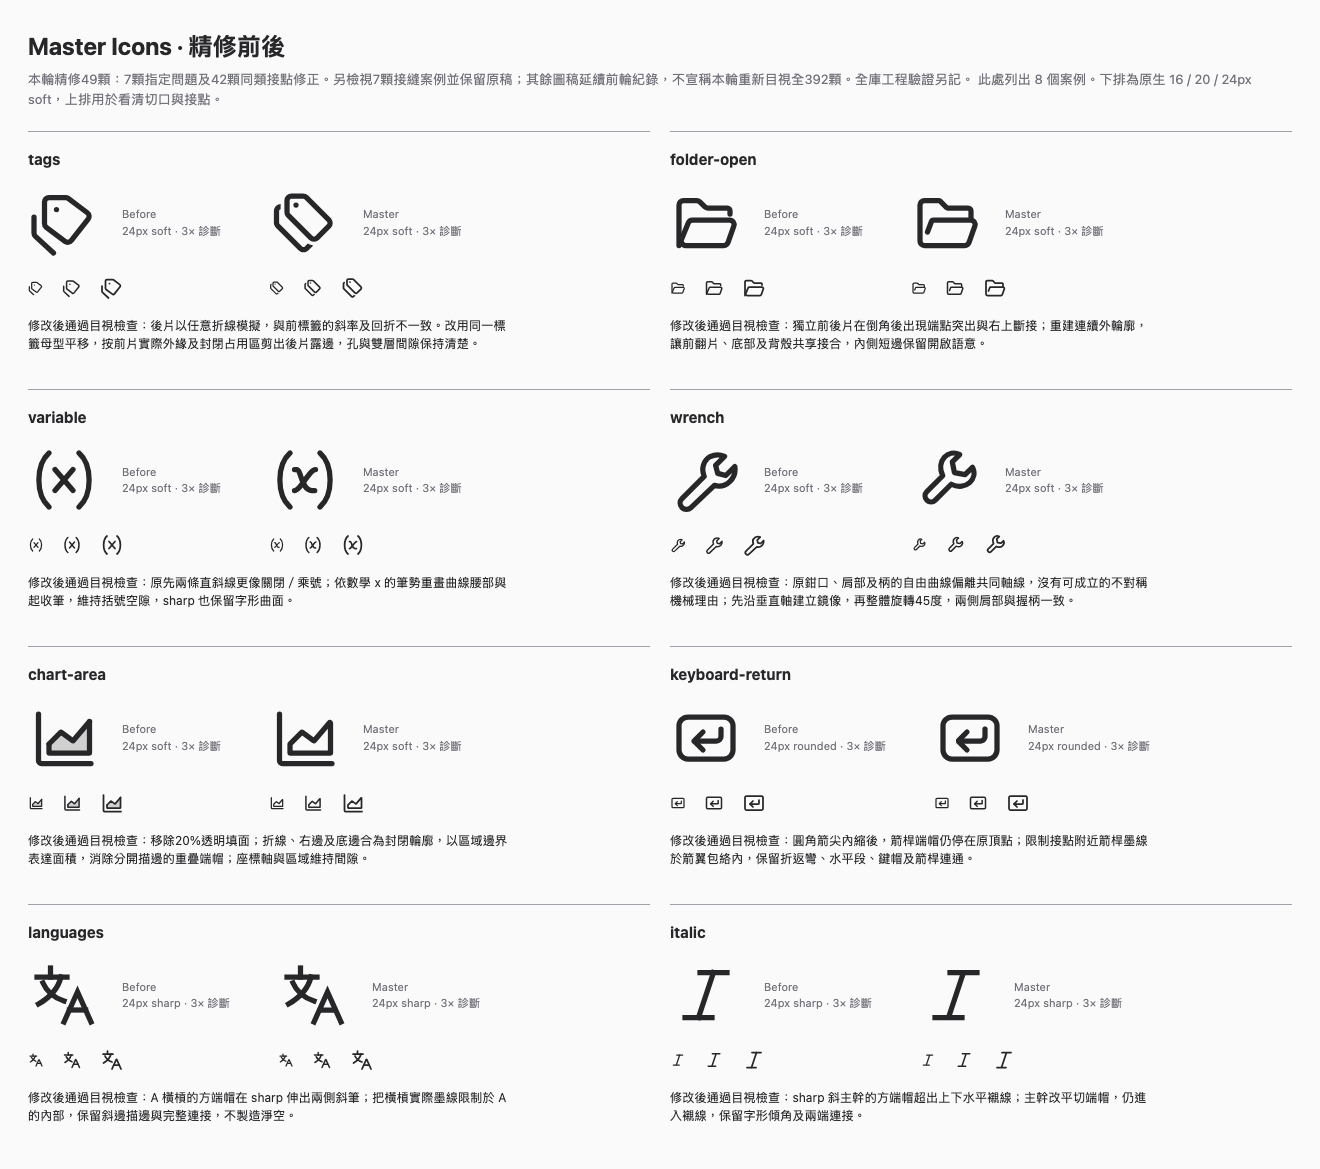 Master Icons · 精修前後
本輪精修49顆：7顆指定問題及42顆同類接點修正。另檢視7顆接縫案例並保留原稿；其餘圖稿延續前輪紀錄，不宣稱本輪重新目視全392顆。全庫工程驗證另記。 此處列出 8 個案例。下排為原生 16 / 20 / 24px
soft，上排用於看清切口與接點。
tags
Before
24px soft · 3× 診斷
Master
24px soft · 3× 診斷
修改後通過目視檢查：後片以任意折線模擬，與前標籤的斜率及回折不一致。改用同一標
籤母型平移，按前片實際外緣及封閉占用區剪出後片露邊，孔與雙層間隙保持清楚。
folder-open
Before
24px soft · 3× 診斷
Master
24px soft · 3× 診斷
修改後通過目視檢查：獨立前後片在倒角後出現端點突出與右上斷接；重建連續外輪廓，
讓前翻片、底部及背殼共享接合，內側短邊保留開啟語意。
variable
Before
24px soft · 3× 診斷
Master
24px soft · 3× 診斷
修改後通過目視檢查：原先兩條直斜線更像關閉 / 乘號；依數學 x 的筆勢重畫曲線腰部與
起收筆，維持括號空隙，sharp 也保留字形曲面。
wrench
Before
24px soft · 3× 診斷
Master
24px soft · 3× 診斷
修改後通過目視檢查：原鉗口、肩部及柄的自由曲線偏離共同軸線，沒有可成立的不對稱
機械理由；先沿垂直軸建立鏡像，再整體旋轉45度，兩側肩部與握柄一致。
chart-area
Before
24px soft · 3× 診斷
Master
24px soft · 3× 診斷
修改後通過目視檢查：移除20%透明填面；折線、右邊及底邊合為封閉輪廓，以區域邊界
表達面積，消除分開描邊的重疊端帽；座標軸與區域維持間隙。
keyboard-return
Before
24px rounded · 3× 診斷
Master
24px rounded · 3× 診斷
修改後通過目視檢查：圓角箭尖內縮後，箭桿端帽仍停在原頂點；限制接點附近箭桿墨線
於箭翼包絡內，保留折返彎、水平段、鍵帽及箭桿連通。
languages
Before
24px sharp · 3× 診斷
Master
24px sharp · 3× 診斷
修改後通過目視檢查：A 橫槓的方端帽在 sharp 伸出兩側斜筆；把橫槓實際墨線限制於 A
的內部，保留斜邊描邊與完整連接，不製造淨空。
italic
Before
24px sharp · 3× 診斷
Master
24px sharp · 3× 診斷
修改後通過目視檢查：sharp 斜主幹的方端帽超出上下水平襯線；主幹改平切端帽，仍進
入襯線，保留字形傾角及兩端連接。